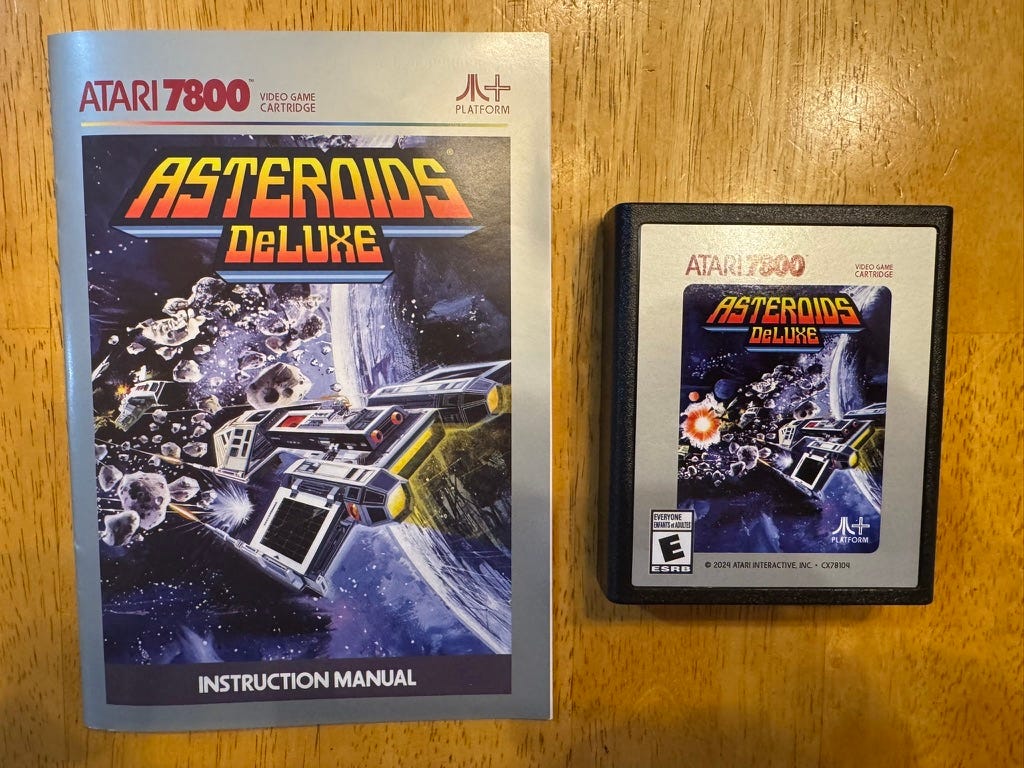 ATARI 7800™ VIDEO GAME
CARTRIDGE
PLATFORM
ASTEROIDS®
DeLUXE
INSTRUCTION MANUAL
ATARI 7800
VIDEO GAME
CARTRIDGE
ASTEROIDS
DeLUXE
PLATFORM
EVERYONE
ENFANTS et ADULTES
E
ESRB
© 2024 ATARI INTERACTIVE, INC. • CX78104